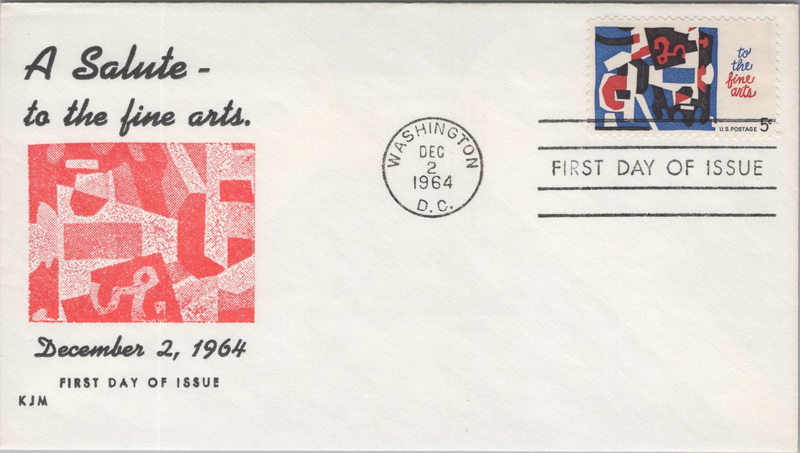 A Salute -
to the fine arts.
December 2, 1964
FIRST DAY OF ISSUE
KJM
WASHINGTON
DEC
2
1964
D.C.
to
the
fine
arts
U.S. POSTAGE 5¢
FIRST DAY OF ISSUE